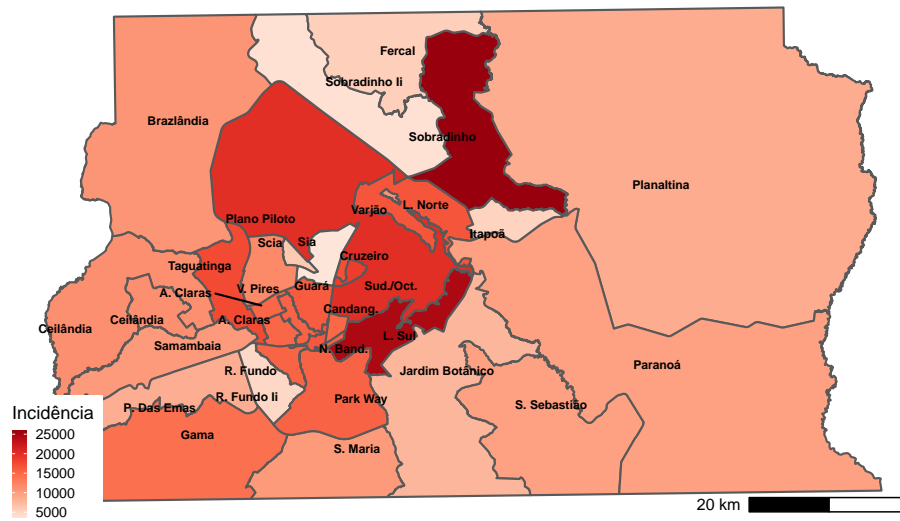 Fercal
Sobradinho Ii
Brazlândia
Sobradinho
Planaltina
L. Norte
Varjão
Plano Piloto
Itapoã
Scia
Sia
Cruzeiro
Taguatinga
V. Pires
Guará
Sud./Oct.
A. Claras
Candang.
Ceilândia
A. Claras
Ceilândia
L. Sul
Samambaia
N. Band.
Paranoá
R. Fundo
Jardim Botânico
R. Fundo Ii
Park Way
S. Sebastião
P. Das Emas
Incidência
Gama
25000
S. Maria
20000
15000
10000
5000
20 km